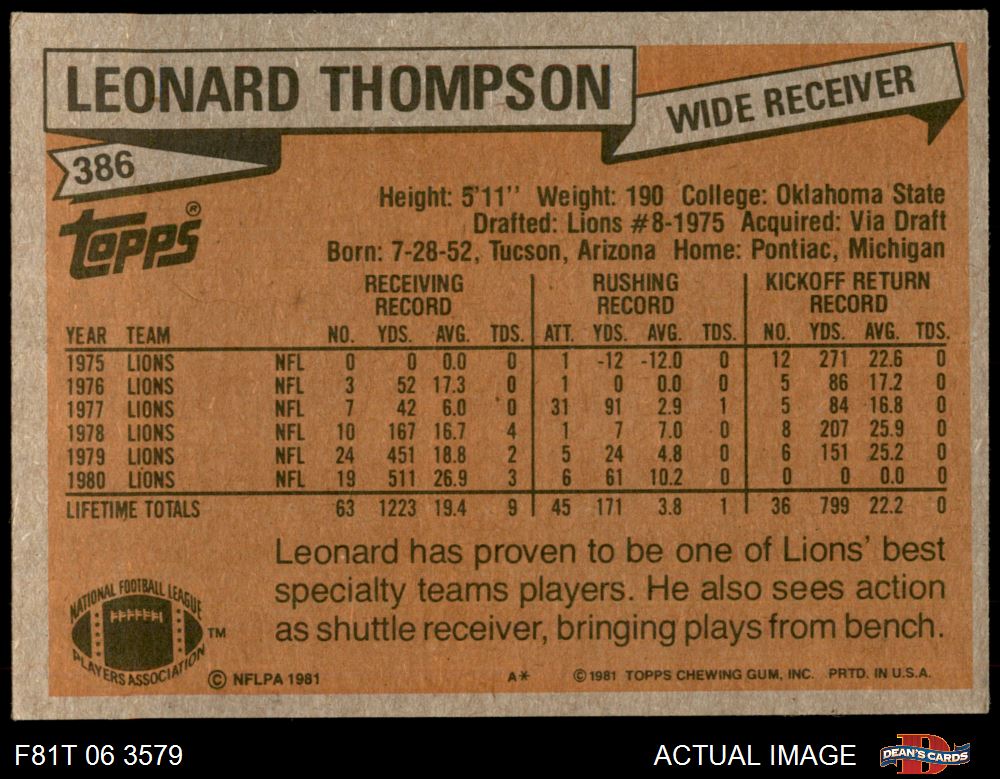 LEONARD THOMPSON
WIDE RECEIVER
386
topps®
Height: 5'11'' Weight: 190 College: Oklahoma State
Drafted: Lions #8-1975 Acquired: Via Draft
Born: 7-28-52, Tucson, Arizona Home: Pontiac, Michigan
RECEIVING RECORD RUSHING RECORD KICKOFF RETURN RECORD
YEAR TEAM NO. YDS. AVG. TDS. ATT. YDS. AVG. TDS. NO. YDS. AVG. TDS.
1975 LIONS NFL 0 0 0.0 0 1 -12 -12.0 0 12 271 22.6 0
1976 LIONS NFL 3 52 17.3 0 1 0 0.0 0 5 86 17.2 0
1977 LIONS NFL 7 42 6.0 0 31 91 2.9 1 5 84 16.8 0
1978 LIONS NFL 10 167 16.7 4 1 7 7.0 0 8 207 25.9 0
1979 LIONS NFL 24 451 18.8 2 5 24 4.8 0 6 151 25.2 0
1980 LIONS NFL 19 511 26.9 3 6 61 10.2 0 0 0 0.0 0
LIFETIME TOTALS 63 1223 19.4 9 45 171 3.8 1 36 799 22.2 0
Leonard has proven to be one of Lions' best
specialty teams players. He also sees action
as shuttle receiver, bringing plays from bench.
NATIONAL FOOTBALL LEAGUE
PLAYERS ASSOCIATION
TM
© NFLPA 1981 A* © 1981 TOPPS CHEWING GUM, INC. PRTD. IN U.S.A.
F81T 06 3579 ACTUAL IMAGE DEAN'S CARDS